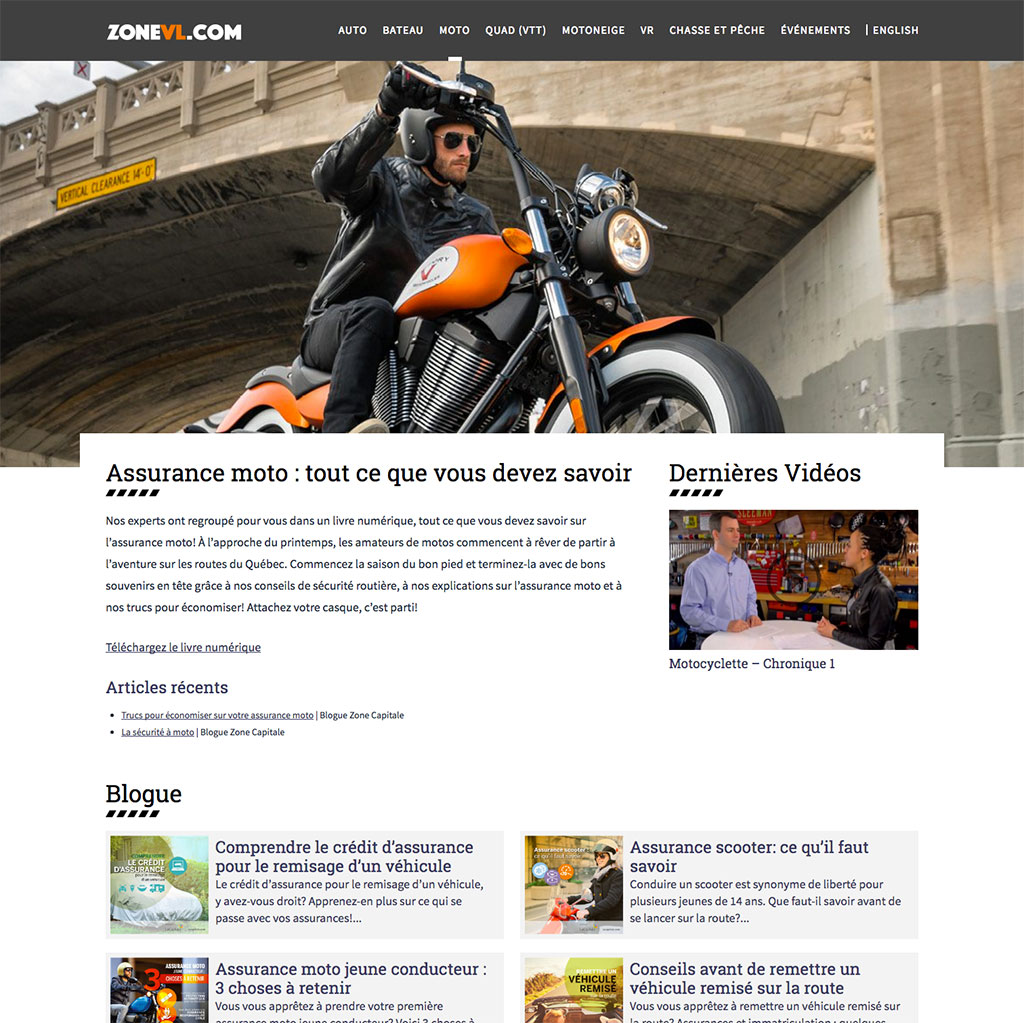 ZONEVL.COM
AUTO BATEAU MOTO QUAD (VTT) MOTONEIGE VR CHASSE ET PÊCHE ÉVÉNEMENTS | ENGLISH
VERTICAL CLEARANCE 14'-0"
Assurance moto : tout ce que vous devez savoir
Nos experts ont regroupé pour vous dans un livre numérique, tout ce que vous devez savoir sur
l'assurance moto! À l'approche du printemps, les amateurs de motos commencent à rêver de partir à
l'aventure sur les routes du Québec. Commencez la saison du bon pied et terminez-la avec de bons
souvenirs en tête grâce à nos conseils de sécurité routière, à nos explications sur l'assurance moto et à
nos trucs pour économiser! Attachez votre casque, c'est parti!
Téléchargez le livre numérique
Articles récents
Trucs pour économiser sur votre assurance moto | Blogue Zone Capitale
La sécurité à moto | Blogue Zone Capitale
Dernières Vidéos
SLEEMAN
Motocyclette – Chronique 1
Blogue
LE CRÉDIT
D'ASSURANCE
Comprendre le crédit d'assurance
pour le remisage d'un véhicule
Le crédit d'assurance pour le remisage d'un véhicule,
y avez-vous droit? Apprenez-en plus sur ce qui se
passe avec vos assurances!...
Assurance scooter:
ce qu'il faut savoir
Assurance scooter: ce qu'il faut
savoir
Conduire un scooter est synonyme de liberté pour
plusieurs jeunes de 14 ans. Que faut-il savoir avant de
se lancer sur la route?...
ASSURANCE MOTO
JEUNE CONDUCTEUR
3 CHOSES
À RETENIR
Assurance moto jeune conducteur :
3 choses à retenir
Vous vous apprêtez à prendre votre première
assurance moto jeune conducteur? Voici 3 choses à
REMETTRE UN
VÉHICULE
REMISÉ
sur la route
Conseils avant de remettre un
véhicule remisé sur la route
Vous vous apprêtez à remettre un véhicule remisé sur
la route? Assurances et immatriculation : quelques